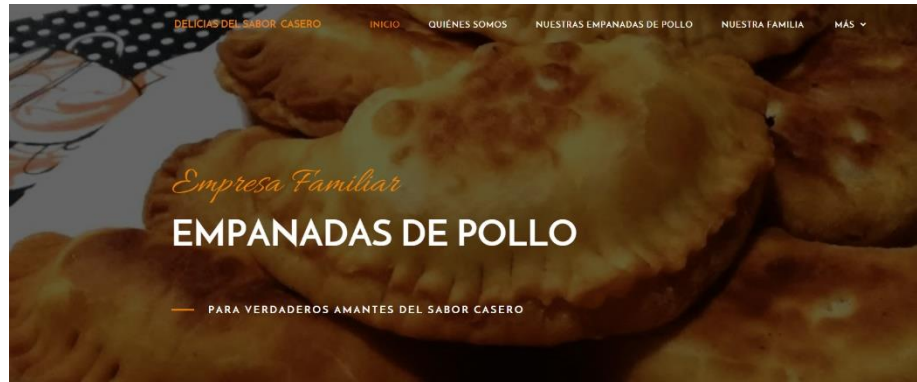 DELICIAS DEL SABOR CASERO INICIO QUIÉNES SOMOS NUESTRAS EMPANADAS DE POLLO NUESTRA FAMILIA MÁS
Empresa Familiar
EMPANADAS DE POLLO
PARA VERDADEROS AMANTES DEL SABOR CASERO